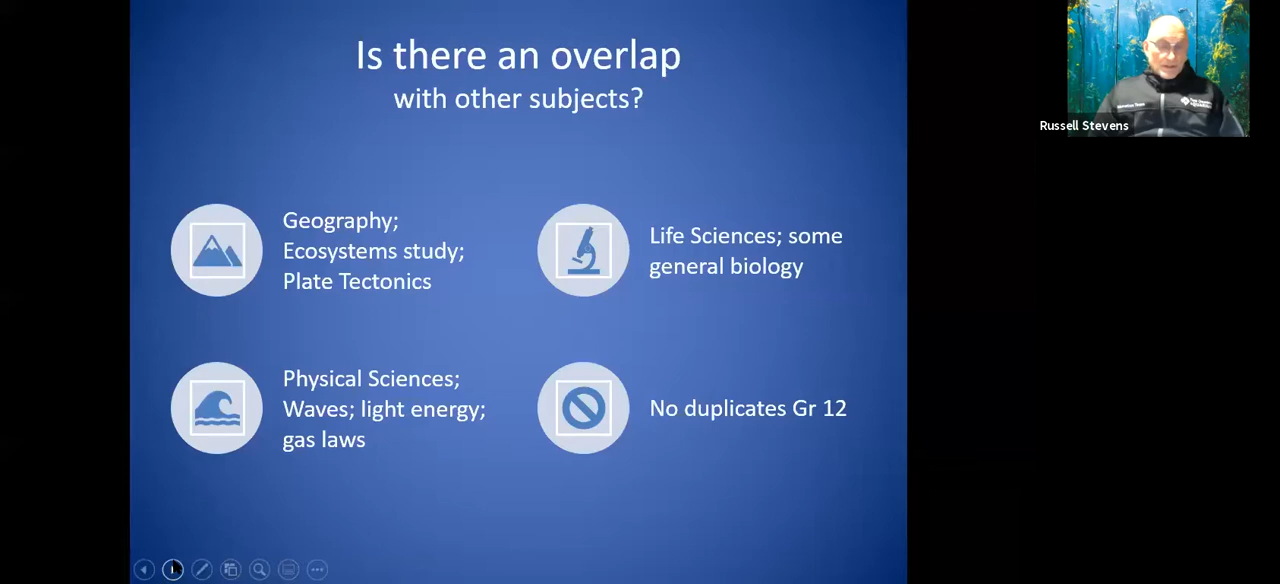 Is there an overlap
with other subjects?
Geography;
Ecosystems study;
Plate Tectonics
Life Sciences; some
general biology
Physical Sciences;
Waves; light energy;
gas laws
No duplicates Gr 12
Russell Stevens